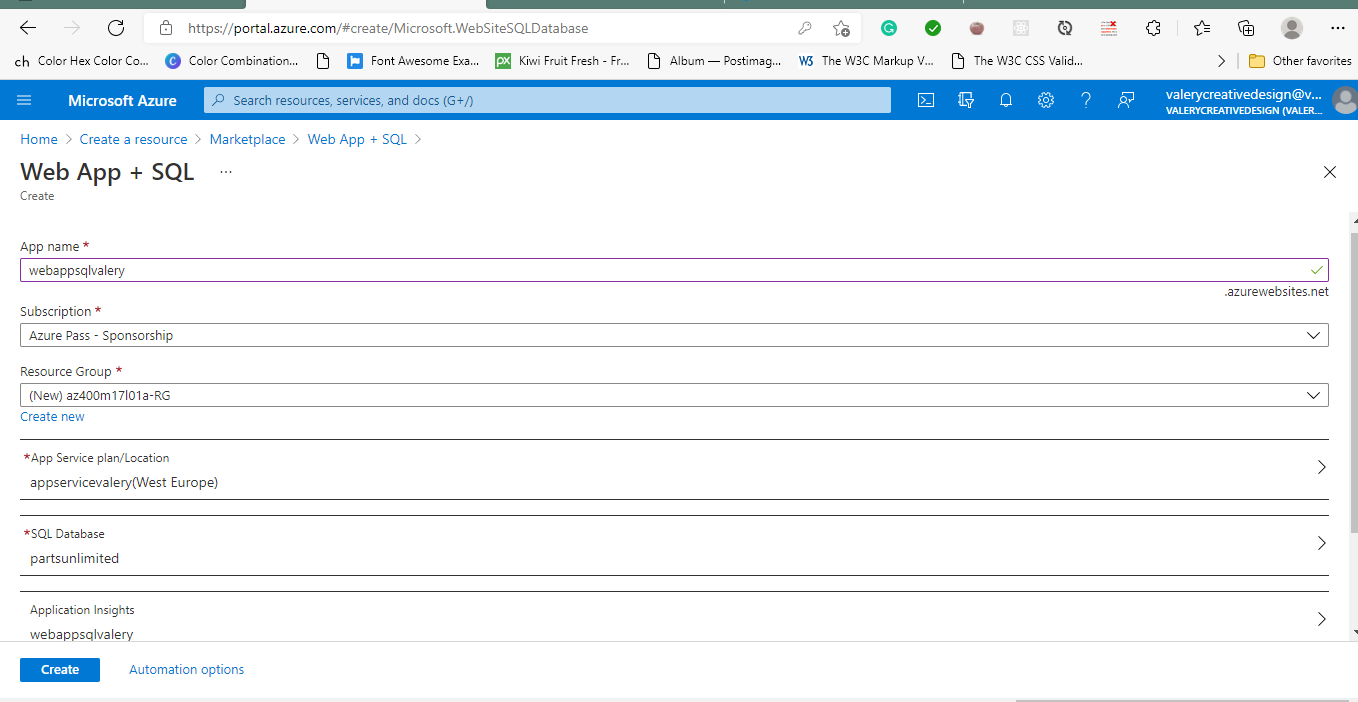 https://portal.azure.com/#create/Microsoft.WebSiteSQLDatabase
ch Color Hex Color Co... C Color Combination... Font Awesome Exa... px Kiwi Fruit Fresh - Fr... Album — Postimag... W3 The W3C Markup V... The W3C CSS Valid... Other favorites
Microsoft Azure Search resources, services, and docs (G+/) valerycreativedesign@v...
VALERYCREATIVEDESIGN (VALER...
Home > Create a resource > Marketplace > Web App + SQL >
Web App + SQL ...
Create
App name *
webappsqlvalery
.azurewebsites.net
Subscription *
Azure Pass - Sponsorship
Resource Group *
(New) az400m17l01a-RG
Create new
*App Service plan/Location
appservicevalery(West Europe)
*SQL Database
partsunlimited
Application Insights
webappsqlvalery
Create Automation options